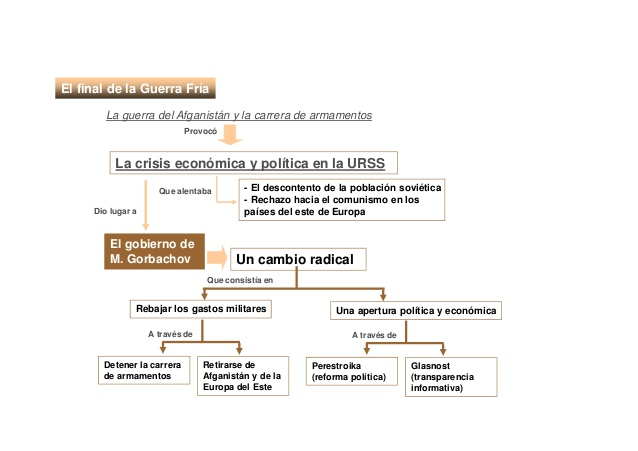 El final de la Guerra Fría
La guerra del Afganistán y la carrera de armamentos
Provocó
La crisis económica y política en la URSS
Que alentaba
- El descontento de la población soviética
- Rechazo hacia el comunismo en los
países del este de Europa
Dio lugar a
El gobierno de
M. Gorbachov
Un cambio radical
Que consistía en
Rebajar los gastos militares
Una apertura política y económica
A través de
A través de
Detener la carrera
de armamentos
Retirarse de
Afganistán y de la
Europa del Este
Perestroika
(reforma política)
Glasnost
(transparencia
informativa)